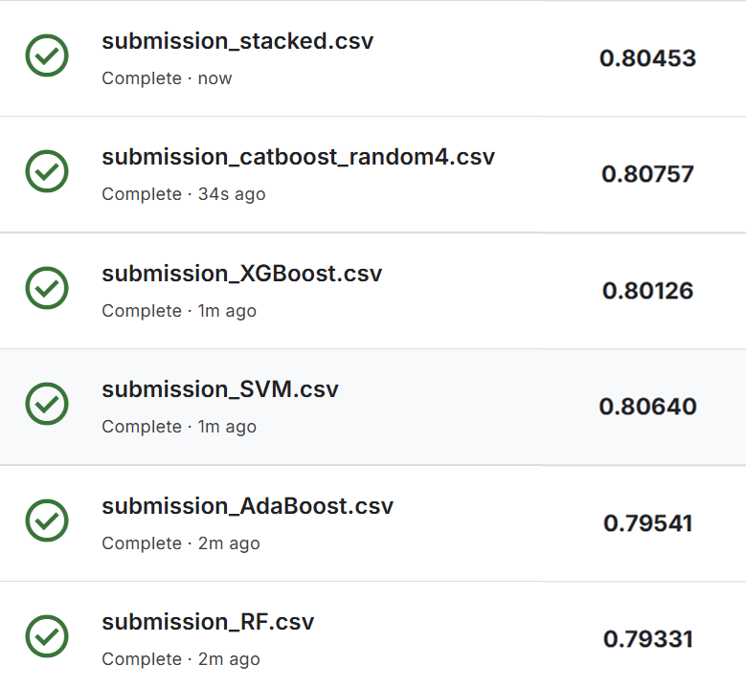 submission_stacked.csv
0.80453
Complete · now
submission_catboost_random4.csv
0.80757
Complete · 34s ago
submission_XGBoost.csv
0.80126
Complete · 1m ago
submission_SVM.csv
0.80640
Complete · 1m ago
submission_AdaBoost.csv
0.79541
Complete · 2m ago
submission_RF.csv
0.79331
Complete · 2m ago